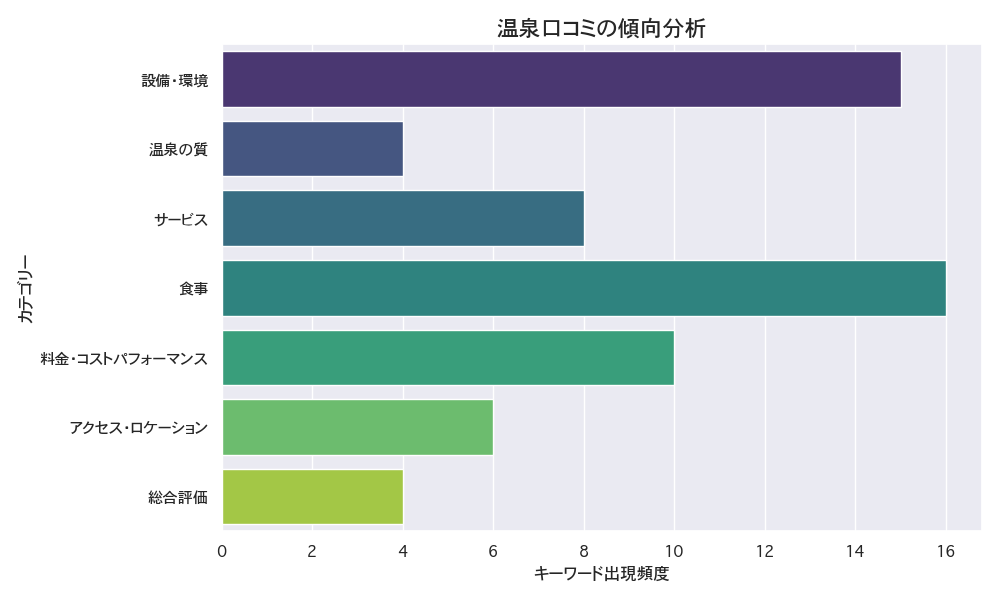 温泉口コミの傾向分析
設備・環境
温泉の質
サービス
食事
料金・コストパフォーマンス
アクセス・ロケーション
総合評価
カテゴリー
0 2 4 6 8 10 12 14 16
キーワード出現頻度